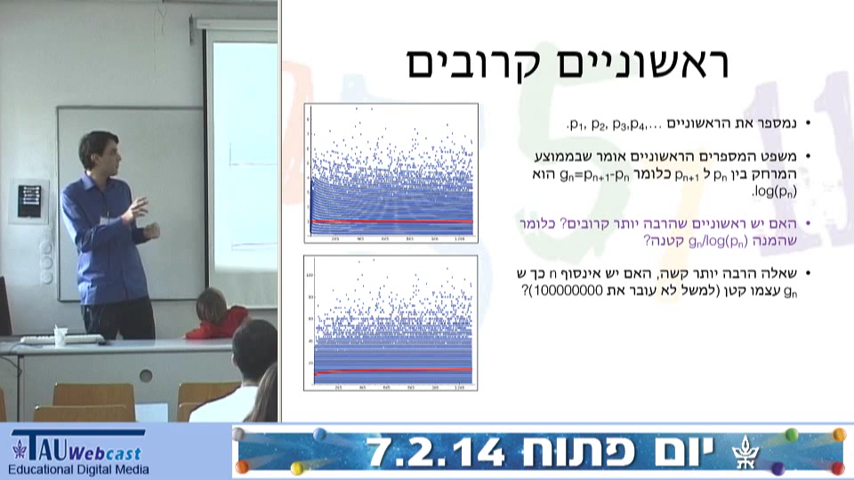 ראשוניים קרובים
• נמספר את הראשוניים p₁, p₂, p₃,p₄,….
• משפט המספרים הראשוניים אומר שבממוצע
המרחק בין pₙ ל pₙ₊₁ כלומר gₙ=pₙ₊₁-pₙ הוא
log(pₙ).
• האם יש ראשוניים שהרבה יותר קרובים? כלומר
שהמנה gₙ/log(pₙ) קטנה?
• שאלה הרבה יותר קשה, האם יש אינסוף n כך ש
gₙ עצמו קטן (למשל לא עובר את 100000000)?
TAU Webcast
Educational Digital Media
יום פתוח 7.2.14